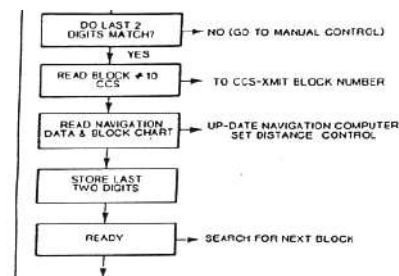 DO LAST 2
DIGITS MATCH?
NO (GO TO MANUAL CONTROL)
YES
READ BLOCK # 10
CCS
TO CCS-XMIT BLOCK NUMBER
READ NAVIGATION
DATA & BLOCK CHART
UP-DATE NAVIGATION COMPUTER
SET DISTANCE CONTROL
STORE LAST
TWO DIGITS
READY
SEARCH FOR NEXT BLOCK